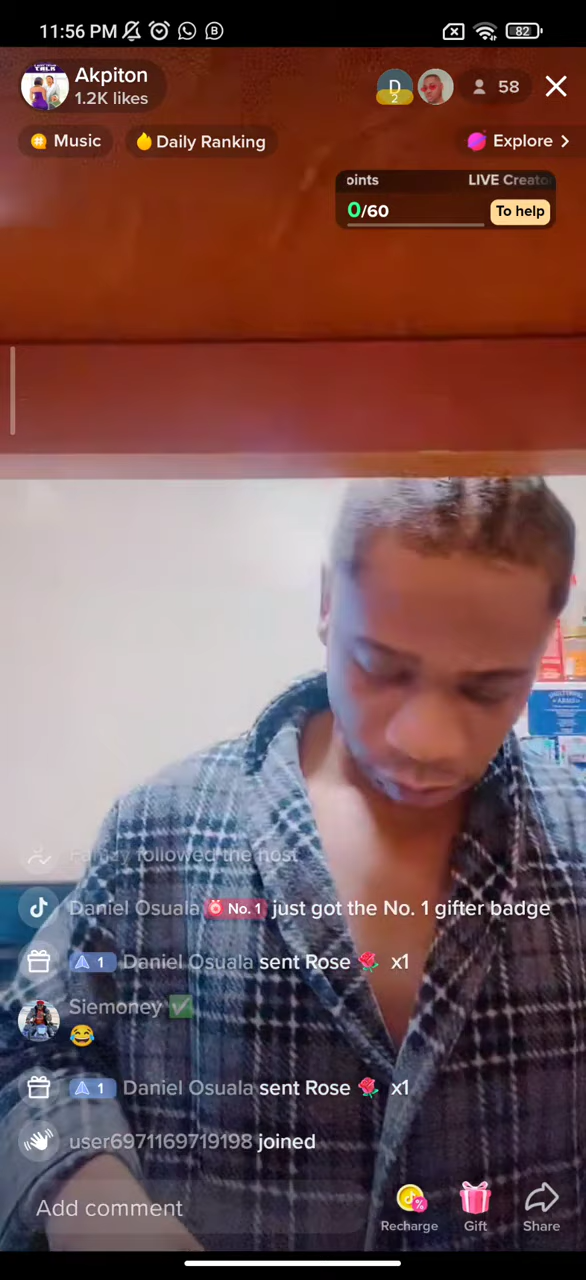 11:56 PM
82
TALK
Akpiton
1.2K likes
D
2
58
Music
Daily Ranking
Explore
oints LIVE Creato
0/60
To help
Famzy followed the host
Daniel Osuala No. 1 just got the No. 1 gifter badge
1 Daniel Osuala sent Rose 🌹 x1
Siemoney ✅
😂
1 Daniel Osuala sent Rose 🌹 x1
user6971169719198 joined
Add comment
Recharge
Gift
Share